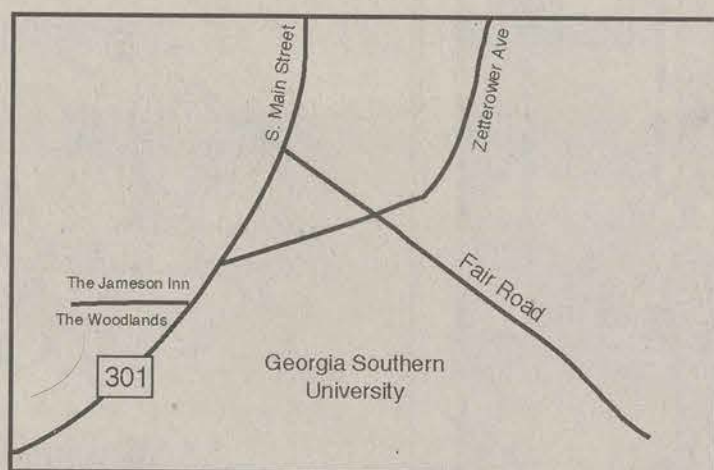 S. Main Street
Zetterower Ave
The Jameson Inn
The Woodlands
Fair Road
301
Georgia Southern
University